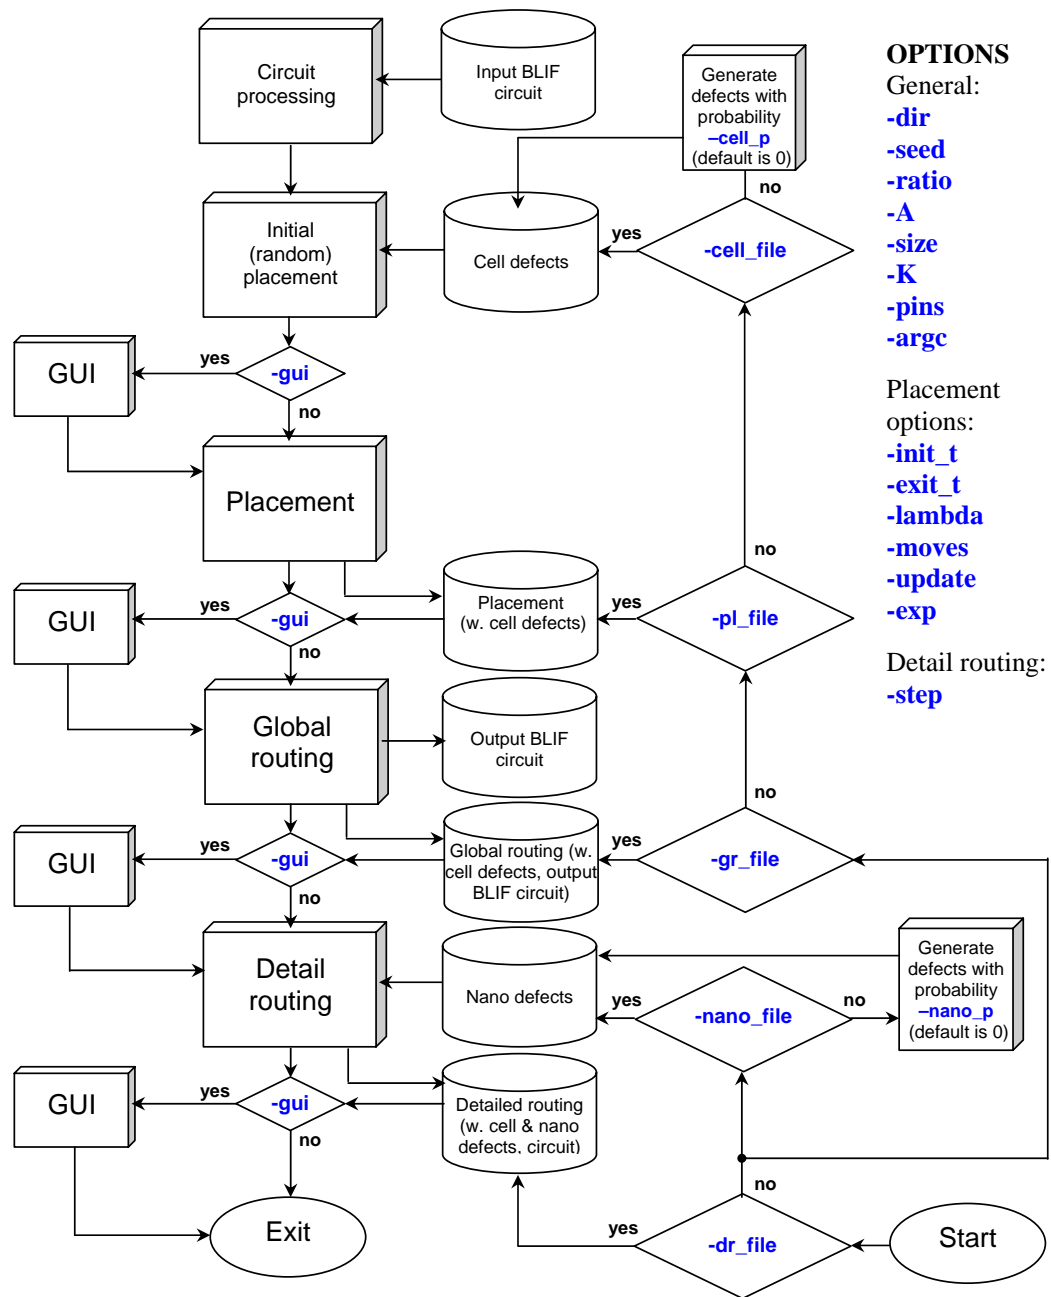 Circuit
processing
Input BLIF
circuit
Generate
defects with
probability
–cell_p
(default is 0)
OPTIONS
General:
-dir
-seed
-ratio
-A
-size
-K
-pins
-argc
Placement
options:
-init_t
-exit_t
-lambda
-moves
-update
-exp
Detail routing:
-step
no
Initial
(random)
placement
Cell defects
yes
-cell_file
GUI
yes
-gui
no
Placement
no
GUI
yes
-gui
no
Placement
(w. cell defects)
yes
-pl_file
Global
routing
Output BLIF
circuit
no
GUI
yes
-gui
no
Global routing (w.
cell defects, output
BLIF circuit)
yes
-gr_file
Detail
routing
Nano defects
yes
-nano_file
no
Generate
defects with
probability
–nano_p
(default is 0)
GUI
yes
-gui
no
Detailed routing
(w. cell & nano
defects, circuit)
no
Exit
yes
-dr_file
Start